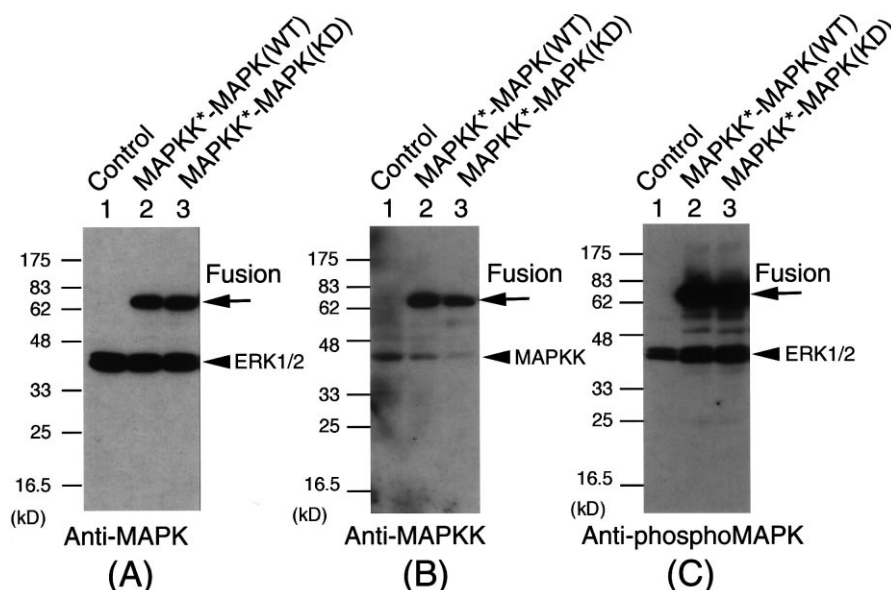 Control
MAPKK*-MAPK(WT)
MAPKK*-MAPK(KD)
1 2 3
175
83
62
48
33
25
16.5
(kD)
Fusion
ERK1/2
Anti-MAPK
(A)
Control
MAPKK*-MAPK(WT)
MAPKK*-MAPK(KD)
1 2 3
175
83
62
48
33
25
16.5
(kD)
Fusion
MAPKK
Anti-MAPKK
(B)
Control
MAPKK*-MAPK(WT)
MAPKK*-MAPK(KD)
1 2 3
175
83
62
48
33
25
16.5
(kD)
Fusion
ERK1/2
Anti-phosphoMAPK
(C)